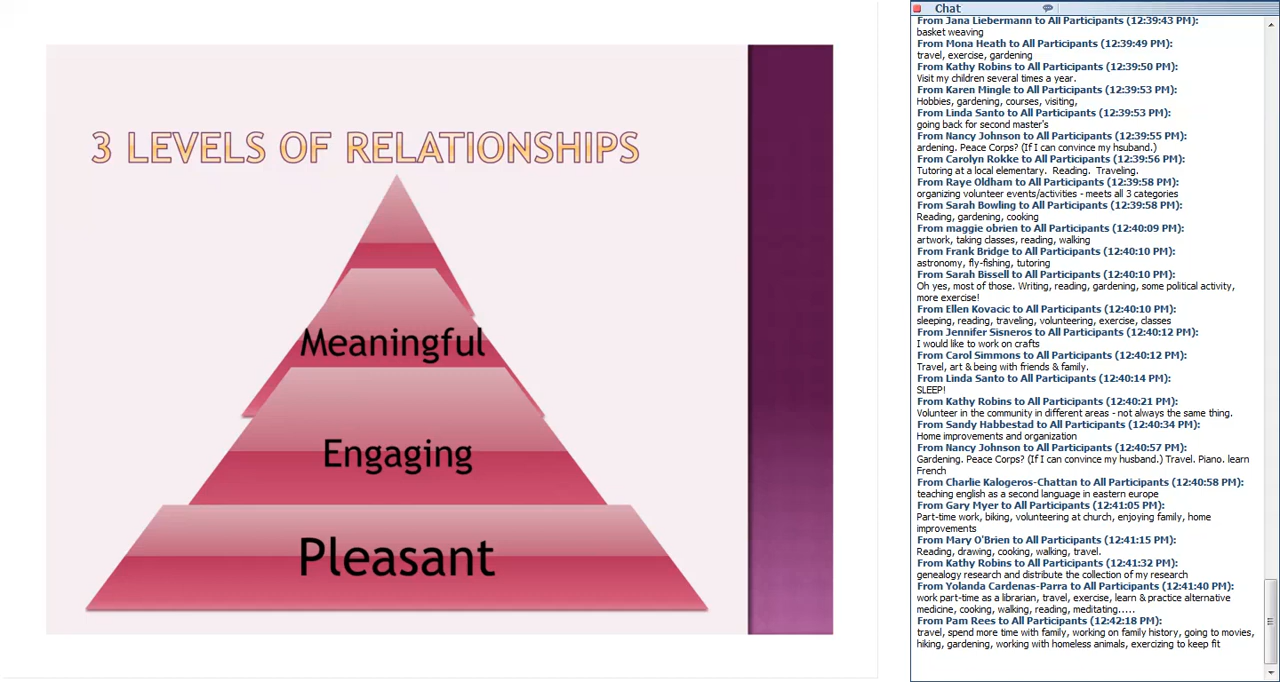 3 LEVELS OF RELATIONSHIPS
Meaningful
Engaging
Pleasant
Chat
From Jana Liebermann to All Participants (12:39:43 PM):
basket weaving
From Mona Heath to All Participants (12:39:49 PM):
travel, exercise, gardening
From Kathy Robins to All Participants (12:39:50 PM):
Visit my children several times a year.
From Karen Mingle to All Participants (12:39:53 PM):
Hobbies, gardening, courses, visiting,
From Linda Santo to All Participants (12:39:53 PM):
going back for second master's
From Nancy Johnson to All Participants (12:39:55 PM):
ardening. Peace Corps? (If I can convince my hsuband.)
From Carolyn Rokke to All Participants (12:39:56 PM):
Tutoring at a local elementary. Reading. Traveling.
From Raye Oldham to All Participants (12:39:58 PM):
organizing volunteer events/activities - meets all 3 categories
From Sarah Bowling to All Participants (12:39:58 PM):
Reading, gardening, cooking
From maggie obrien to All Participants (12:40:09 PM):
artwork, taking classes, reading, walking
From Frank Bridge to All Participants (12:40:10 PM):
astronomy, fly-fishing, tutoring
From Sarah Bissell to All Participants (12:40:10 PM):
Oh yes, most of those. Writing, reading, gardening, some political activity,
more exercise!
From Ellen Kovacic to All Participants (12:40:10 PM):
sleeping, reading, traveling, volunteering, exercise, classes
From Jennifer Sisneros to All Participants (12:40:12 PM):
I would like to work on crafts
From Carol Simmons to All Participants (12:40:12 PM):
Travel, art & being with friends & family.
From Linda Santo to All Participants (12:40:14 PM):
SLEEP!
From Kathy Robins to All Participants (12:40:21 PM):
Volunteer in the community in different areas - not always the same thing.
From Sandy Habbestad to All Participants (12:40:34 PM):
Home improvements and organization
From Nancy Johnson to All Participants (12:40:57 PM):
Gardening. Peace Corps? (If I can convince my husband.) Travel. Piano. learn
French
From Charlie Kalogeros-Chattan to All Participants (12:40:58 PM):
teaching english as a second language in eastern europe
From Gary Myer to All Participants (12:41:05 PM):
Part-time work, biking, volunteering at church, enjoying family, home
improvements
From Mary O'Brien to All Participants (12:41:15 PM):
Reading, drawing, cooking, walking, travel.
From Kathy Robins to All Participants (12:41:32 PM):
genealogy research and distribute the collection of my research
From Yolanda Cardenas-Parra to All Participants (12:41:40 PM):
work part-time as a librarian, travel, exercise, learn & practice alternative
medicine, cooking, walking, reading, meditating.....
From Pam Rees to All Participants (12:42:18 PM):
travel, spend more time with family, working on family history, going to movies,
hiking, gardening, working with homeless animals, exercizing to keep fit